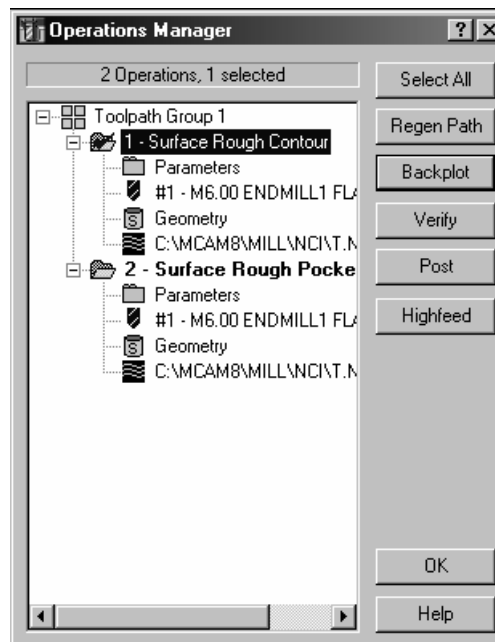 Operations Manager
2 Operations, 1 selected
Toolpath Group 1
1 - Surface Rough Contour
Parameters
#1 - M6.00 ENDMILL1 FLA
Geometry
C:\MCAM8\MILL\NCI\T.N
2 - Surface Rough Pocke
Parameters
#1 - M6.00 ENDMILL1 FLA
Geometry
C:\MCAM8\MILL\NCI\T.N
Select All
Regen Path
Backplot
Verify
Post
Highfeed
OK
Help